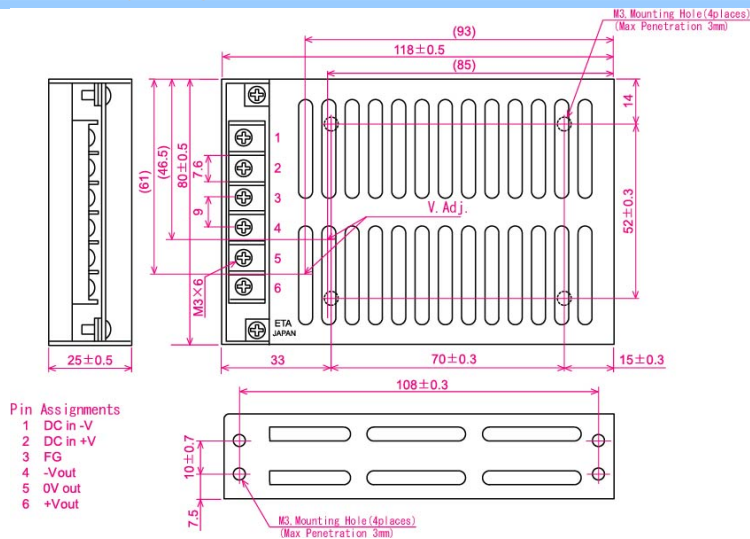 M3, Mounting Hole(4places)
(Max Penetration 3mm)
(93)
118±0.5
(85)
14
(61)
(46.5)
80±0.5
7.6
9
M3×6
1
2
3
4
5
6
V. Adj.
52±0.3
ETA
JAPAN
25±0.5
33
70±0.3
15±0.3
108±0.3
Pin Assignments
1 DC in -V
2 DC in +V
3 FG
4 -Vout
5 0V out
6 +Vout
10±0.7
7.5
M3, Mounting Hole(4places)
(Max Penetration 3mm)